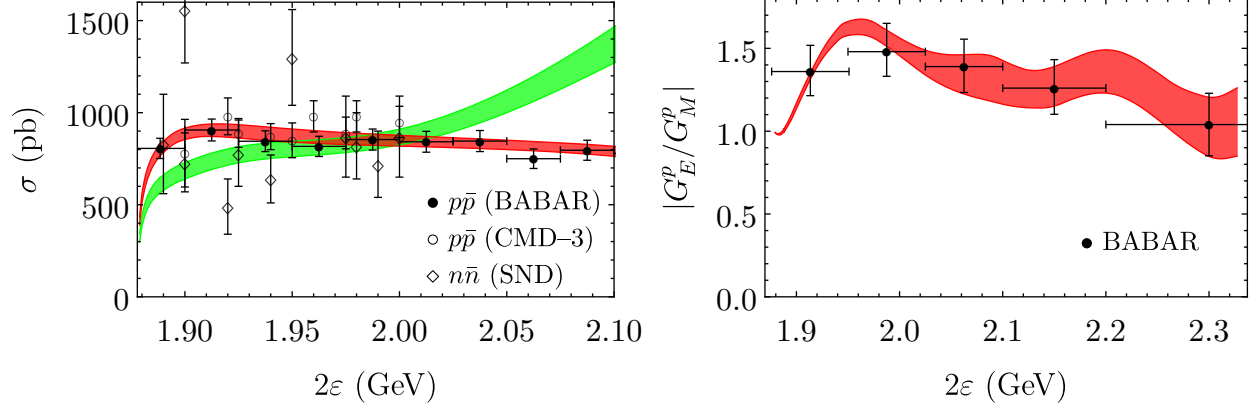 1500
1000
500
0
σ (pb)
1.90 1.95 2.00 2.05 2.10
2ε (GeV)
pp̄ (BABAR)
pp̄ (CMD–3)
nn̄ (SND)
1.5
1.0
0.5
0.0
|G_E^p/G_M^p|
1.9 2.0 2.1 2.2 2.3
2ε (GeV)
BABAR